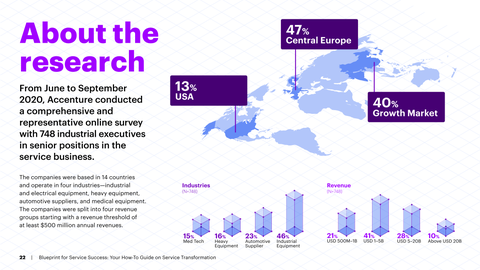 About the
research
From June to September
2020, Accenture conducted
a comprehensive and
representative online survey
with 748 industrial executives
in senior positions in the
service business.
The companies were based in 14 countries
and operate in four industries—industrial
and electrical equipment, heavy equipment,
automotive suppliers, and medical equipment.
The companies were split into four revenue
groups starting with a revenue threshold of
at least $500 million annual revenues.
47%
Central Europe
13%
USA
40%
Growth Market
Industries
(N=748)
15%
Med Tech
16%
Heavy
Equipment
23%
Automotive
Supplier
46%
Industrial
Equipment
Revenue
(N=748)
21%
USD 500M–1B
41%
USD 1–5B
28%
USD 5–20B
10%
Above USD 20B
22 | Blueprint for Service Success: Your How-To Guide on Service Transformation